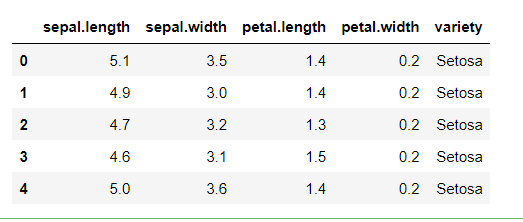 sepal.length sepal.width petal.length petal.width variety
0 5.1 3.5 1.4 0.2 Setosa
1 4.9 3.0 1.4 0.2 Setosa
2 4.7 3.2 1.3 0.2 Setosa
3 4.6 3.1 1.5 0.2 Setosa
4 5.0 3.6 1.4 0.2 Setosa